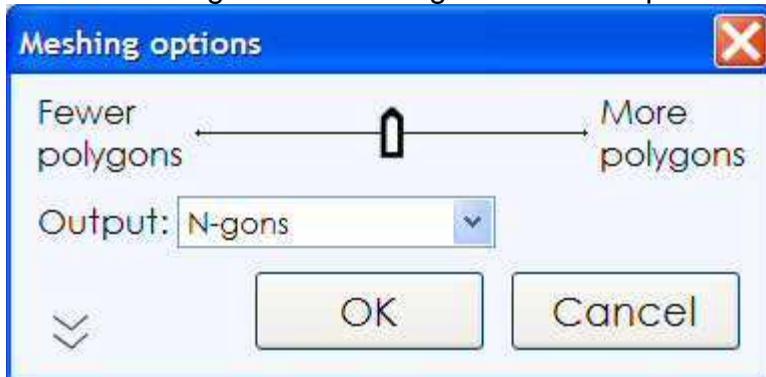 Meshing options
Fewer polygons
More polygons
Output: N-gons
OK
Cancel